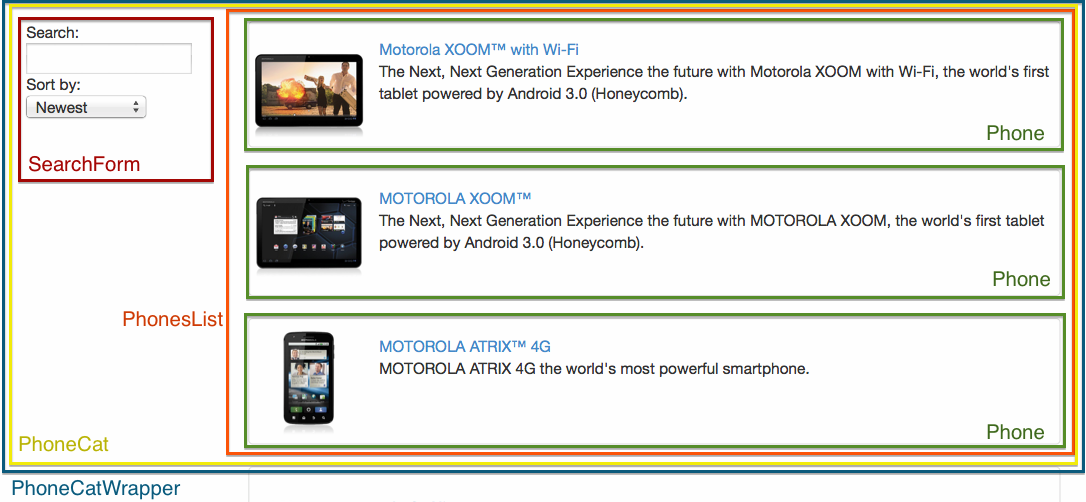 Search:
Sort by:
Newest
SearchForm
Motorola XOOM™ with Wi-Fi
The Next, Next Generation Experience the future with Motorola XOOM with Wi-Fi, the world's first
tablet powered by Android 3.0 (Honeycomb).
Phone
MOTOROLA XOOM™
The Next, Next Generation Experience the future with MOTOROLA XOOM, the world's first tablet
powered by Android 3.0 (Honeycomb).
Phone
PhonesList
MOTOROLA ATRIX™ 4G
MOTOROLA ATRIX 4G the world's most powerful smartphone.
Phone
PhoneCat
PhoneCatWrapper